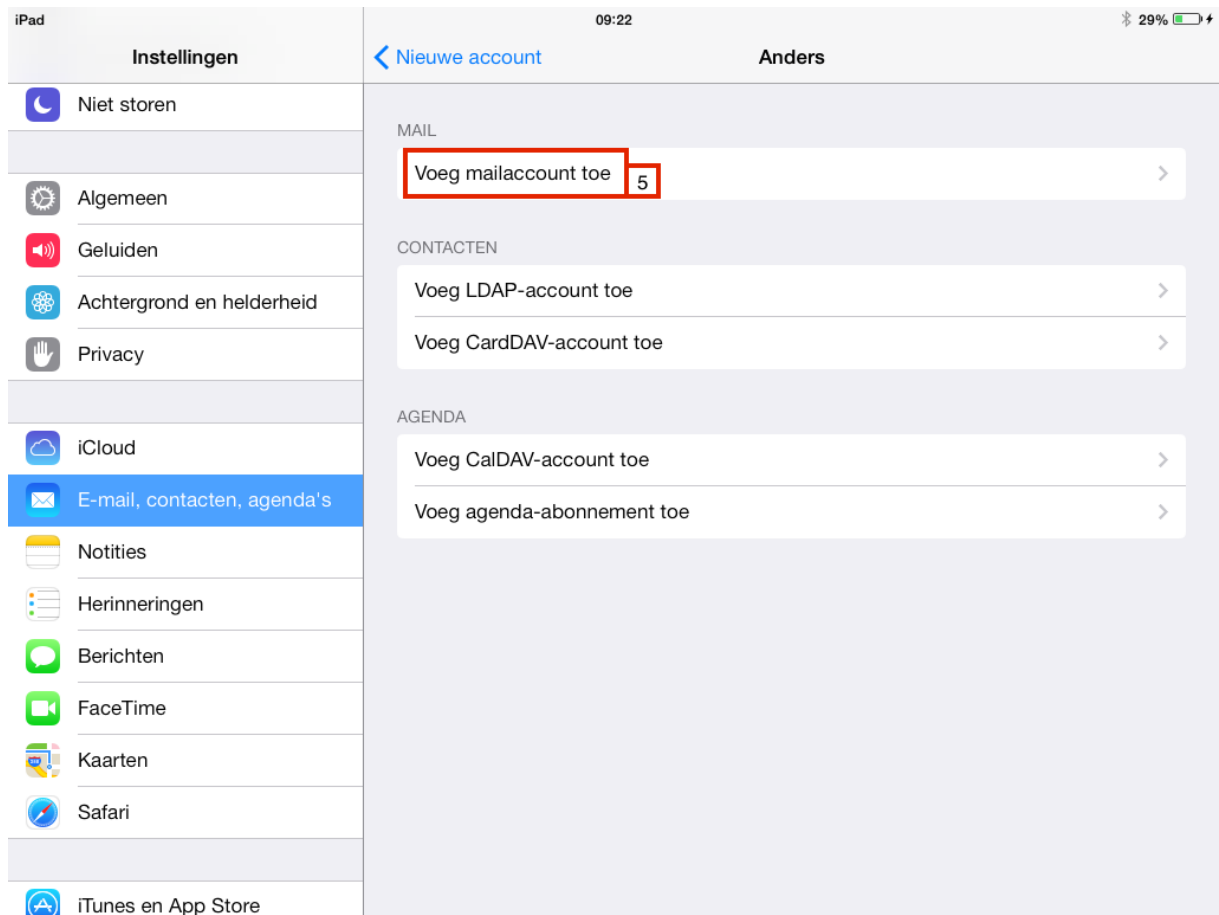 iPad
09:22
29%
Instellingen
Nieuwe account
Anders
Niet storen
Algemeen
Geluiden
Achtergrond en helderheid
Privacy
iCloud
E-mail, contacten, agenda's
Notities
Herinneringen
Berichten
FaceTime
Kaarten
Safari
iTunes en App Store
MAIL
Voeg mailaccount toe
5
CONTACTEN
Voeg LDAP-account toe
Voeg CardDAV-account toe
AGENDA
Voeg CalDAV-account toe
Voeg agenda-abonnement toe